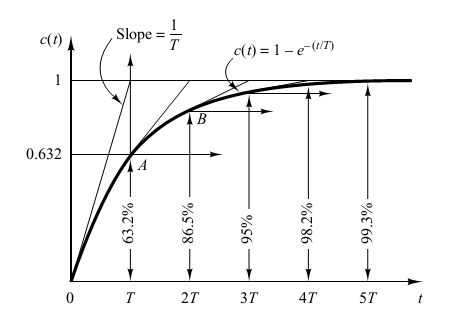 c(t)
Slope = 1/T
c(t) = 1 − e^−(t/T)
1
B
0.632
A
63.2%
86.5%
95%
98.2%
99.3%
0 T 2T 3T 4T 5T t